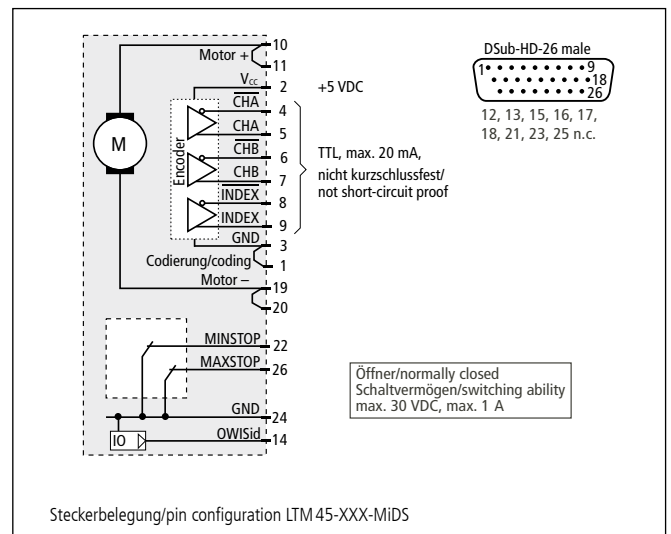 10
Motor +
11
Vcc 2
CHA 4
CHA 5
CHB 6
CHB 7
INDEX 8
INDEX 9
GND 3
Codierung/coding 1
Motor – 19
20
M
Encoder
+5 VDC
TTL, max. 20 mA,
nicht kurzschlussfest/
not short-circuit proof
DSub-HD-26 male
1 9
18
26
12, 13, 15, 16, 17,
18, 21, 23, 25 n.c.
MINSTOP 22
MAXSTOP 26
GND 24
IO OWISid 14
Öffner/normally closed
Schaltvermögen/switching ability
max. 30 VDC, max. 1 A
Steckerbelegung/pin configuration LTM 45-XXX-MiDS